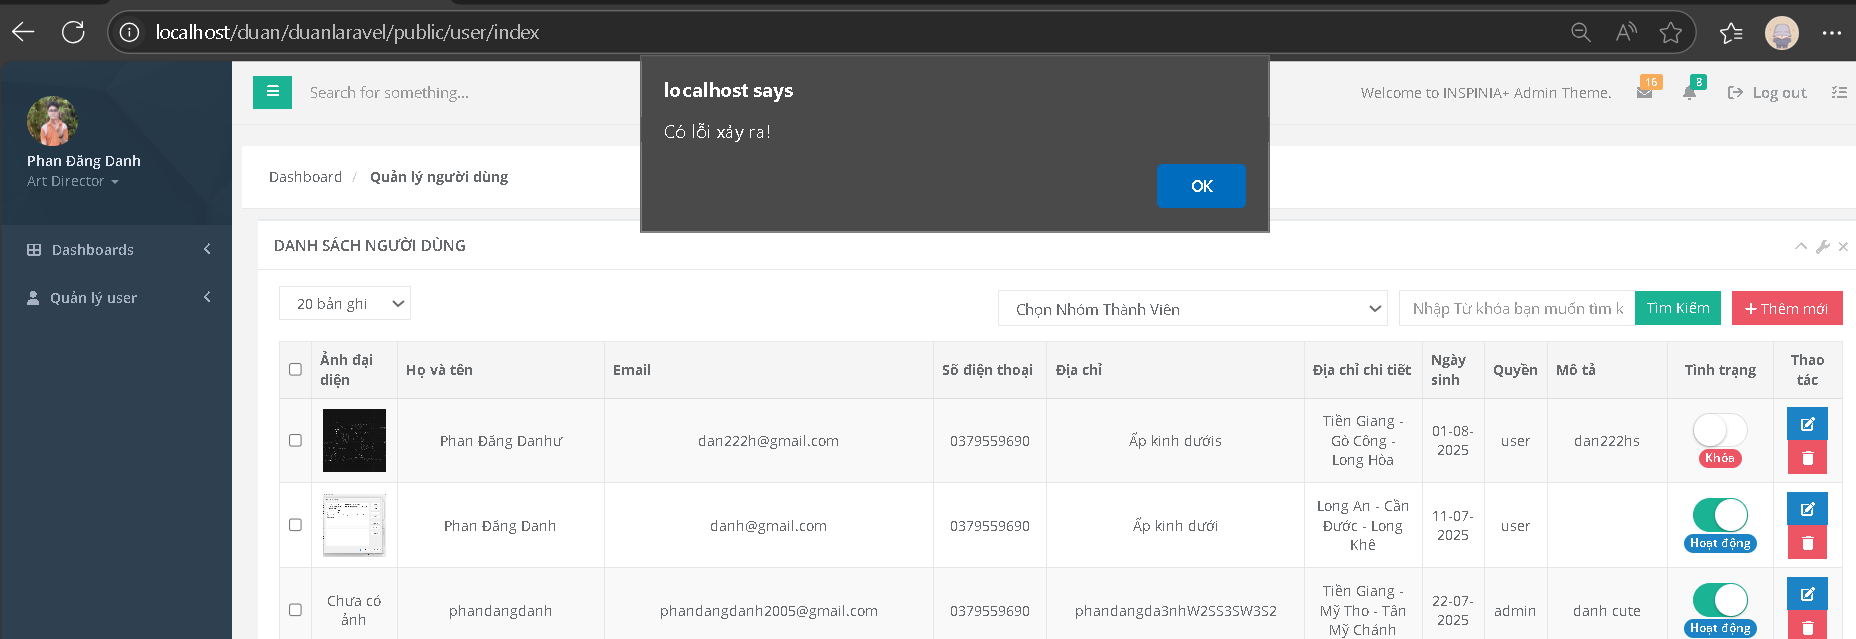 localhost/duan/duanlaravel/public/user/index
localhost says
Có lỗi xảy ra!
OK
Phan Đăng Danh
Art Director
Dashboards
Quản lý user
Search for something...
Welcome to INSPINIA+ Admin Theme.
16
8
Log out
Dashboard / Quản lý người dùng
DANH SÁCH NGƯỜI DÙNG
20 bản ghi
Chọn Nhóm Thành Viên
Nhập Từ khóa bạn muốn tìm k
Tìm Kiếm
Thêm mới
Ảnh đại
diện
Họ và tên
Email
Số điện thoại
Địa chỉ
Địa chỉ chi tiết
Ngày
sinh
Quyền
Mô tả
Tình trạng
Thao
tác
Phan Đăng Danhư
dan222h@gmail.com
0379559690
Ấp kinh dướis
Tiền Giang -
Gò Công -
Long Hòa
01-08-
2025
user
dan222hs
Khóa
Phan Đăng Danh
danh@gmail.com
0379559690
Ấp kinh dưới
Long An - Cần
Đước - Long
Khê
11-07-
2025
user
Hoạt động
Chưa có
ảnh
phandangdanh
phandangdanh2005@gmail.com
0379559690
phandangda3nhW2SS3SW3S2
Tiền Giang -
Mỹ Tho - Tân
Mỹ Chánh
22-07-
2025
admin
danh cute
Hoạt động